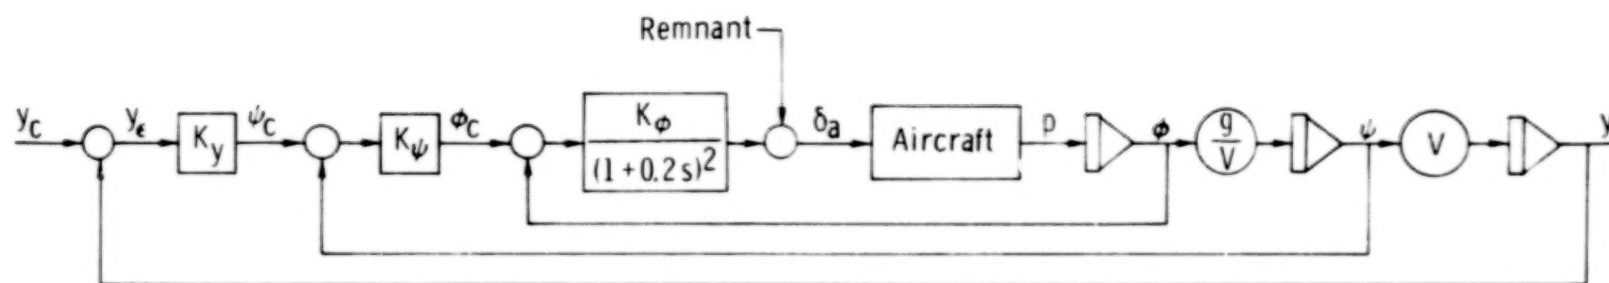 Remnant
y_c
y_ϵ
K_y
ψ_c
K_ψ
ϕ_c
K_ϕ
(1 + 0.2 s)^2
δ_a
Aircraft
p
ϕ
g
V
ψ
V
y